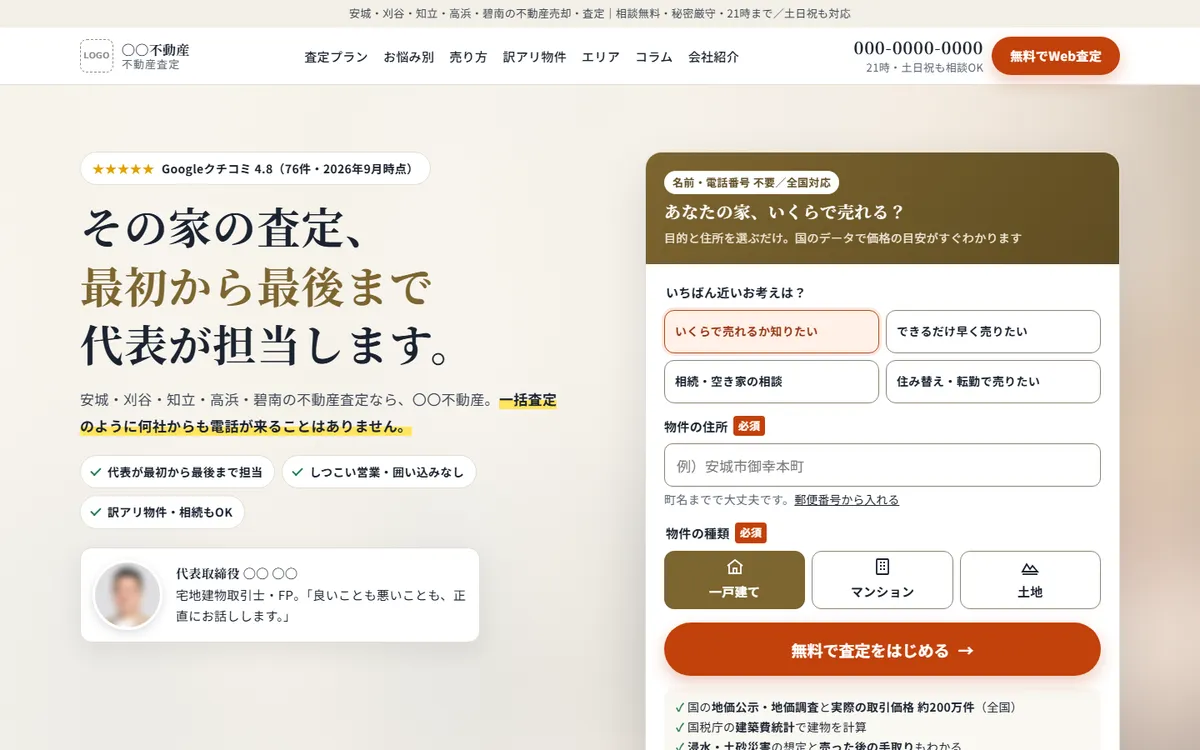 安城・刈谷・知立・高浜・碧南の不動産売却・査定｜相談無料・秘密厳守・21時まで／土日祝も対応
LOGO
〇〇不動産
不動産査定
査定プラン お悩み別 売り方 訳アリ物件 エリア コラム 会社紹介
000-0000-0000
21時・土日祝も相談OK
無料でWeb査定
★★★★★ Googleクチコミ 4.8（76件・2026年9月時点）
その家の査定、
最初から最後まで
代表が担当します。
安城・刈谷・知立・高浜・碧南の不動産査定なら、〇〇不動産。一括査定
のように何社からも電話が来ることはありません。
✓ 代表が最初から最後まで担当
✓ しつこい営業・囲い込みなし
✓ 訳アリ物件・相続もOK
代表取締役 〇〇 〇〇
宅地建物取引士・FP。「良いことも悪いことも、正
直にお話しします。」
名前・電話番号 不要／全国対応
あなたの家、いくらで売れる？
目的と住所を選ぶだけ。国のデータで価格の目安がすぐわかります
いちばん近いお考えは？
いくらで売れるか知りたい
できるだけ早く売りたい
相続・空き家の相談
住み替え・転勤で売りたい
物件の住所 必須
例）安城市御幸本町
町名までで大丈夫です。郵便番号から入れる
物件の種類 必須
一戸建て
マンション
土地
無料で査定をはじめる →
✓ 国の地価公示・地価調査と実際の取引価格 約200万件（全国）
✓ 国税庁の建築費統計で建物を計算
✓ 浸水・土砂災害の想定と売った後の手取りもわかる